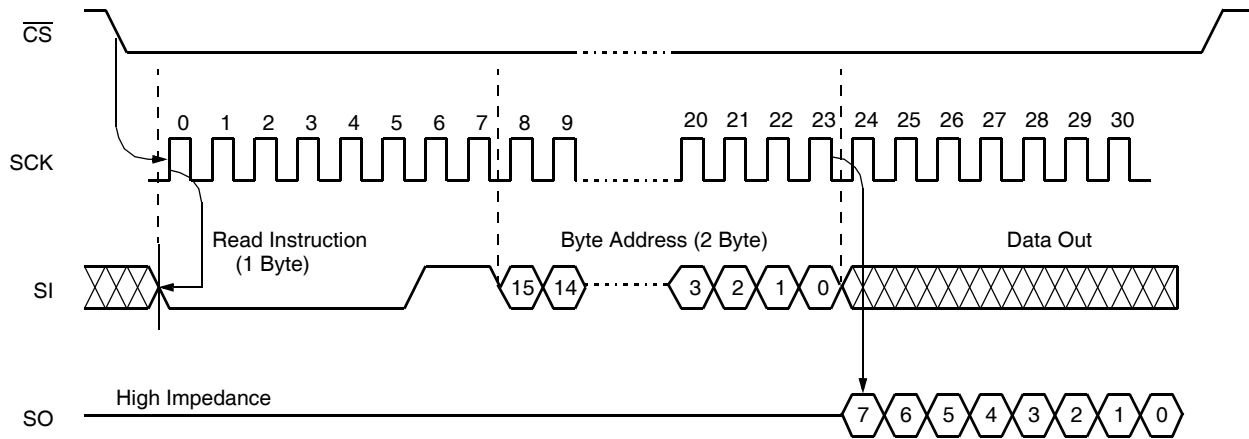 CS
0 1 2 3 4 5 6 7 8 9 20 21 22 23 24 25 26 27 28 29 30
SCK
Read Instruction
(1 Byte)
Byte Address (2 Byte)
Data Out
SI
15 14 3 2 1 0
High Impedance
SO
7 6 5 4 3 2 1 0